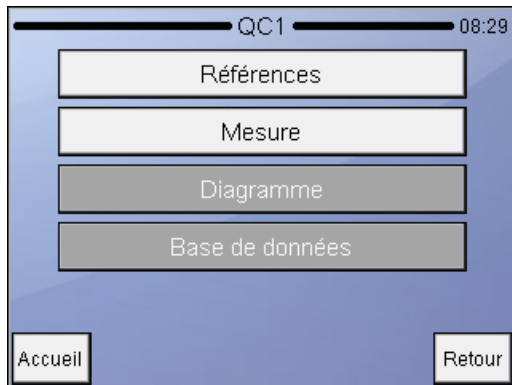 QC1 08:29
Références
Mesure
Diagramme
Base de données
Accueil Retour